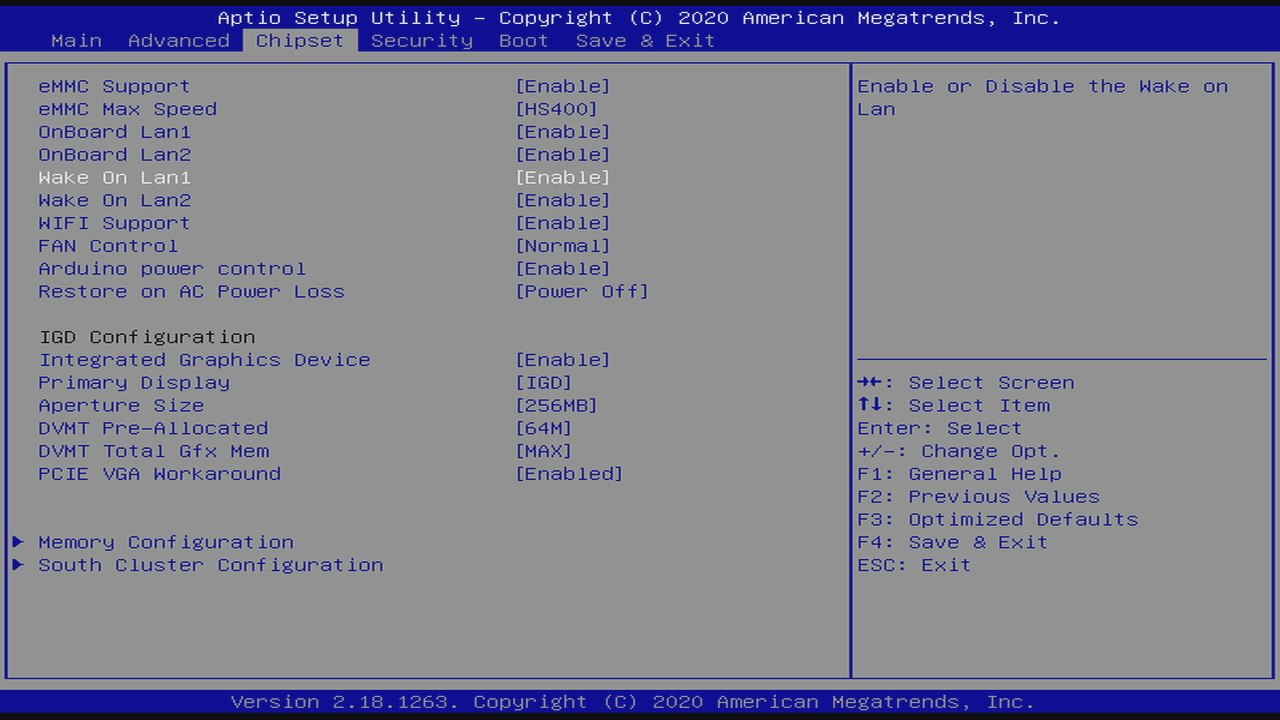 Aptio Setup Utility – Copyright (C) 2020 American Megatrends, Inc.
Main Advanced Chipset Security Boot Save & Exit
eMMC Support [Enable]
eMMC Max Speed [HS400]
OnBoard Lan1 [Enable]
OnBoard Lan2 [Enable]
Wake On Lan1 [Enable]
Wake On Lan2 [Enable]
WIFI Support [Enable]
FAN Control [Normal]
Arduino power control [Enable]
Restore on AC Power Loss [Power Off]
IGD Configuration
Integrated Graphics Device [Enable]
Primary Display [IGD]
Aperture Size [256MB]
DVMT Pre-Allocated [64M]
DVMT Total Gfx Mem [MAX]
PCIE VGA Workaround [Enabled]
Memory Configuration
South Cluster Configuration
Enable or Disable the Wake on
Lan
→←: Select Screen
↑↓: Select Item
Enter: Select
+/-: Change Opt.
F1: General Help
F2: Previous Values
F3: Optimized Defaults
F4: Save & Exit
ESC: Exit
Version 2.18.1263. Copyright (C) 2020 American Megatrends, Inc.